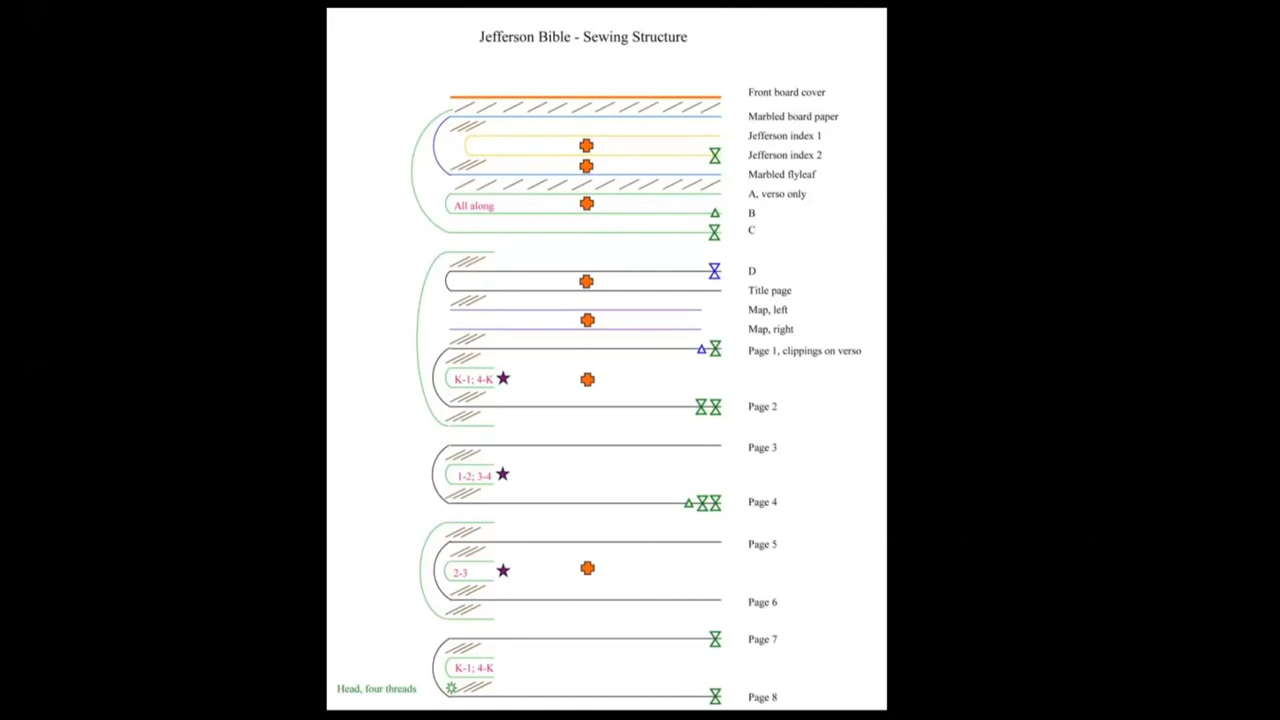 Jefferson Bible - Sewing Structure
Front board cover
Marbled board paper
Jefferson index 1
Jefferson index 2
Marbled flyleaf
A, verso only
All along
B
C
D
Title page
Map, left
Map, right
Page 1, clippings on verso
K-1; 4-K
Page 2
Page 3
1-2; 3-4
Page 4
Page 5
2-3
Page 6
Page 7
K-1; 4-K
Head, four threads
Page 8